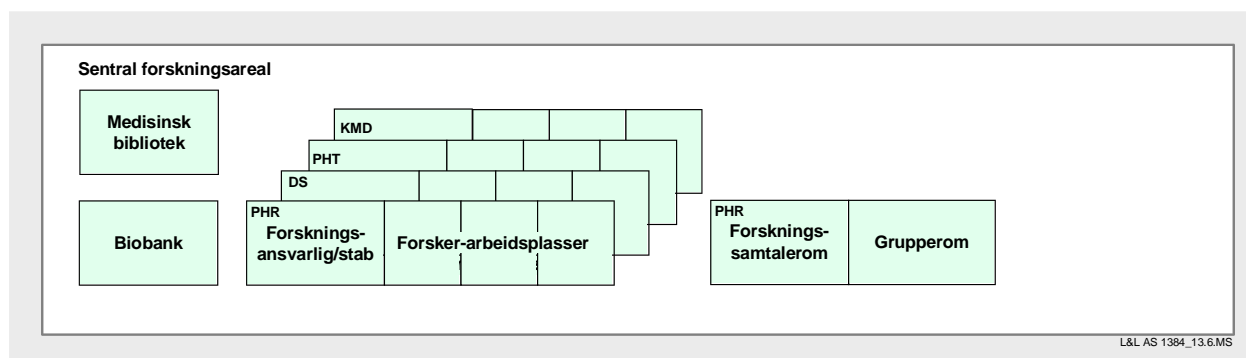 Sentral forskningsareal
Medisinsk
bibliotek
KMD
PHT
DS
Biobank
PHR
Forsknings-
ansvarlig/stab
Forsker-arbeidsplasser
PHR
Forsknings-
samtalerom
Grupperom
L&L AS 1384_13.6.MS